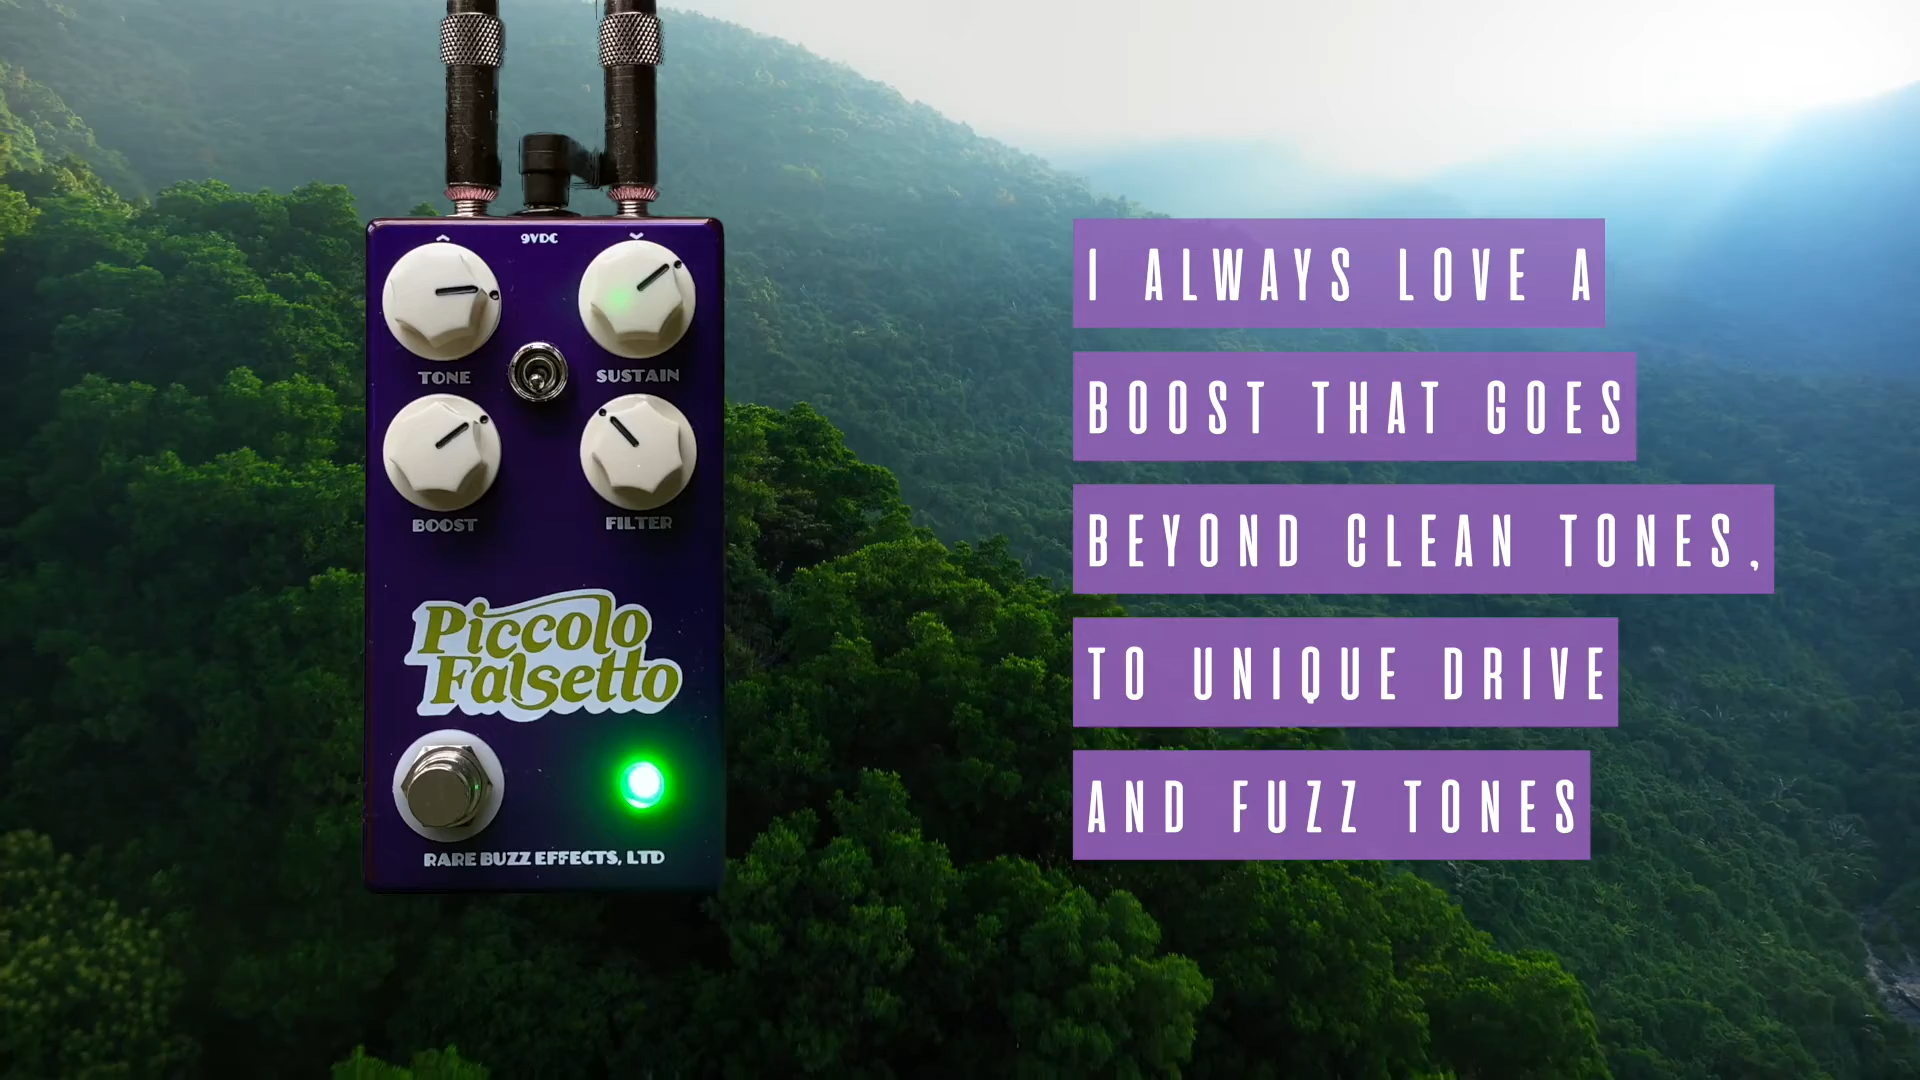 9VDC
TONE
SUSTAIN
BOOST
FILTER
Piccolo
Falsetto
RARE BUZZ EFFECTS, LTD
I ALWAYS LOVE A
BOOST THAT GOES
BEYOND CLEAN TONES,
TO UNIQUE DRIVE
AND FUZZ TONES